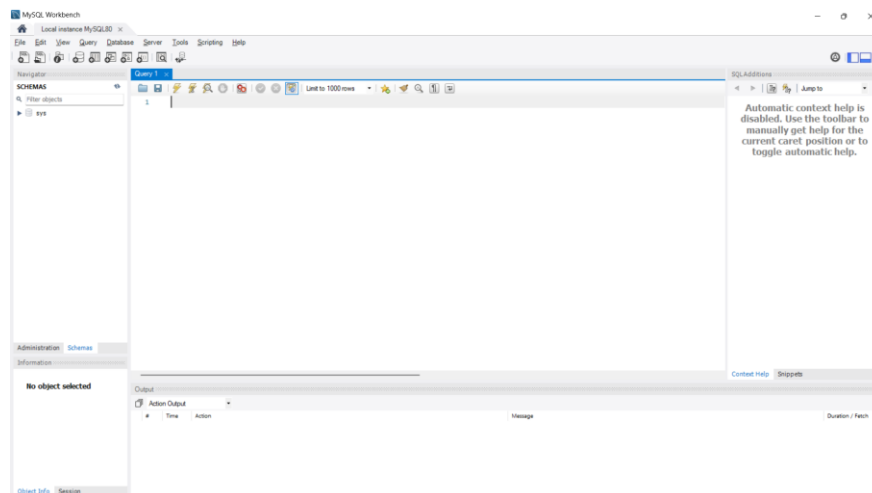 MySQL Workbench
Local instance MySQL80
File Edit View Query Database Server Tools Scripting Help
Navigator
SCHEMAS
Filter objects
sys
Administration Schemas
Information
No object selected
Object Info Session
Query 1
Limit to 1000 rows
1
Output
Action Output
# Time Action Message Duration / Fetch
SQLAdditions
Jump to
Automatic context help is
disabled. Use the toolbar to
manually get help for the
current caret position or to
toggle automatic help.
Context Help Snippets